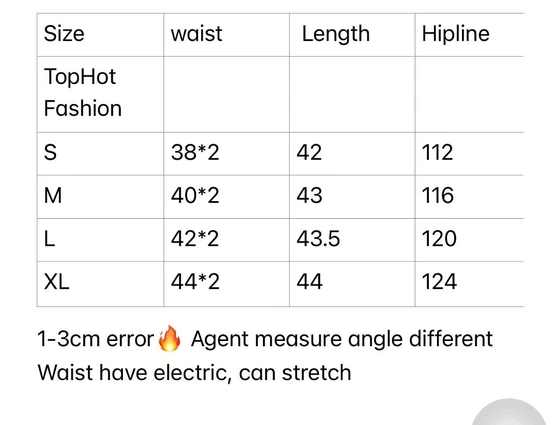 Size waist Length Hipline
TopHot
Fashion
S 38*2 42 112
M 40*2 43 116
L 42*2 43.5 120
XL 44*2 44 124
1-3cm error🔥 Agent measure angle different
Waist have electric, can stretch